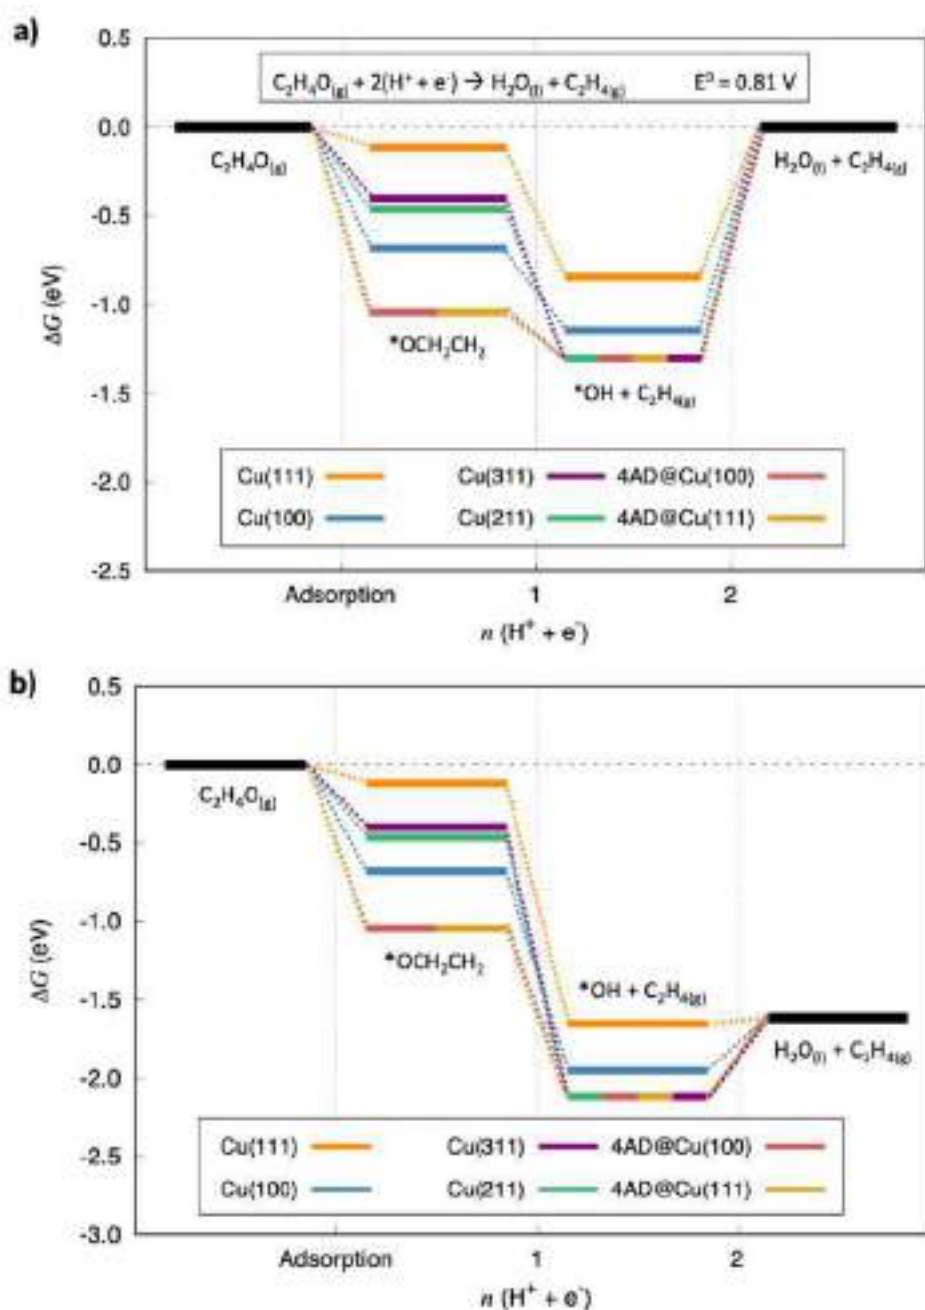 a)
0.5
C₂H₄O₍g₎ + 2(H⁺ + e⁻) → H₂O₍l₎ + C₂H₄₍g₎ E⁰ = 0.81 V
0.0
C₂H₄O₍g₎
H₂O₍l₎ + C₂H₄₍g₎
-0.5
ΔG (eV)
-1.0
*OCH₂CH₂
*OH + C₂H₄₍g₎
-1.5
Cu(111) Cu(311) 4AD@Cu(100)
-2.0
Cu(100) Cu(211) 4AD@Cu(111)
-2.5
Adsorption 1 2
n (H⁺ + e⁻)
b)
0.5
0.0
C₂H₄O₍g₎
-0.5
ΔG (eV)
-1.0
*OCH₂CH₂
*OH + C₂H₄₍g₎
-1.5
H₂O₍l₎ + C₂H₄₍g₎
-2.0
Cu(111) Cu(311) 4AD@Cu(100)
-2.5
Cu(100) Cu(211) 4AD@Cu(111)
-3.0
Adsorption 1 2
n (H⁺ + e⁻)